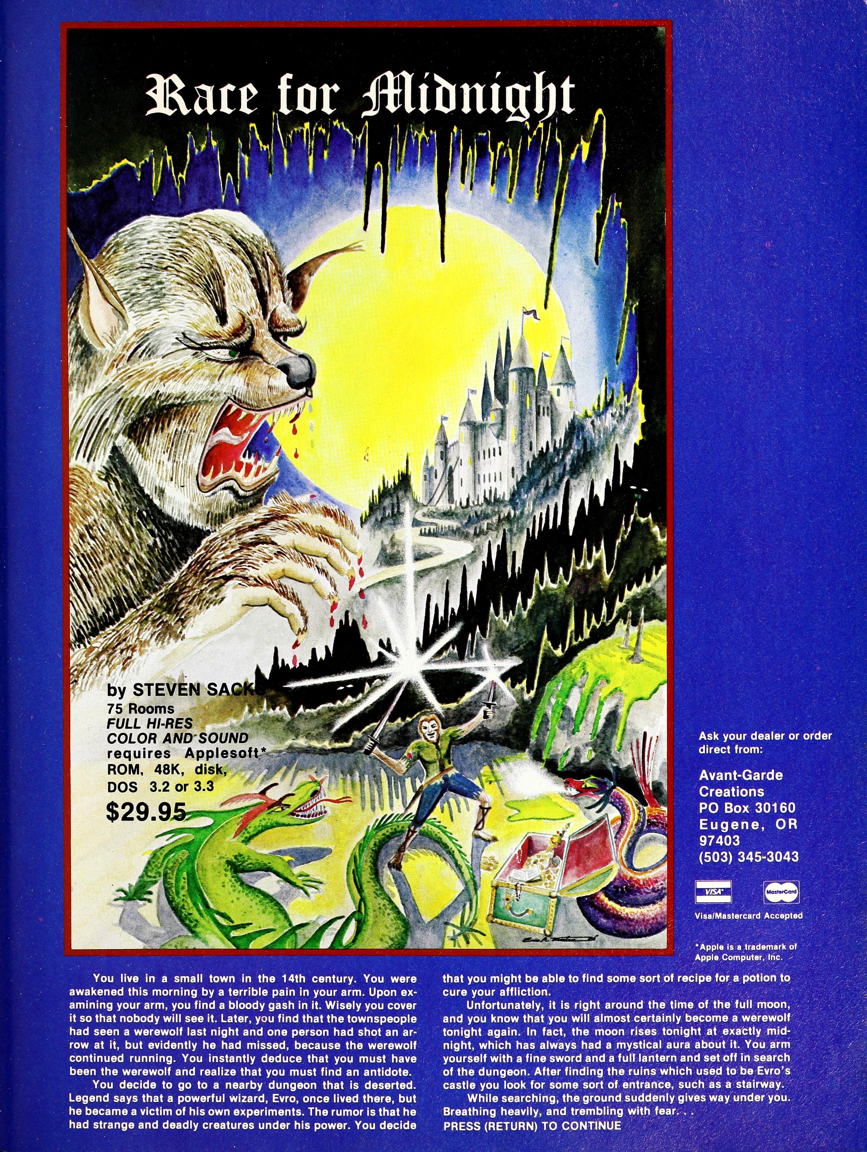 Race for Midnight
by STEVEN SACKS
75 Rooms
FULL HI-RES
COLOR AND SOUND
requires Applesoft*
ROM, 48K, disk,
DOS 3.2 or 3.3
$29.95
Ask your dealer or order
direct from:
Avant-Garde
Creations
PO Box 30160
Eugene, OR
97403
(503) 345-3043
VISA*
MasterCard
Visa/Mastercard Accepted
*Apple is a trademark of
Apple Computer, Inc.
You live in a small town in the 14th century. You were
awakened this morning by a terrible pain in your arm. Upon ex-
amining your arm, you find a bloody gash in it. Wisely you cover
it so that nobody will see it. Later, you find that the townspeople
had seen a werewolf last night and one person had shot an ar-
row at it, but evidently he had missed, because the werewolf
continued running. You instantly deduce that you must have
been the werewolf and realize that you must find an antidote.
You decide to go to a nearby dungeon that is deserted.
Legend says that a powerful wizard, Evro, once lived there, but
he became a victim of his own experiments. The rumor is that he
had strange and deadly creatures under his power. You decide
that you might be able to find some sort of recipe for a potion to
cure your affliction.
Unfortunately, it is right around the time of the full moon,
and you know that you will almost certainly become a werewolf
tonight again. In fact, the moon rises tonight at exactly mid-
night, which has always had a mystical aura about it. You arm
yourself with a fine sword and a full lantern and set off in search
of the dungeon. After finding the ruins which used to be Evro's
castle you look for some sort of entrance, such as a stairway.
While searching, the ground suddenly gives way under you.
Breathing heavily, and trembling with fear. . .
PRESS (RETURN) TO CONTINUE